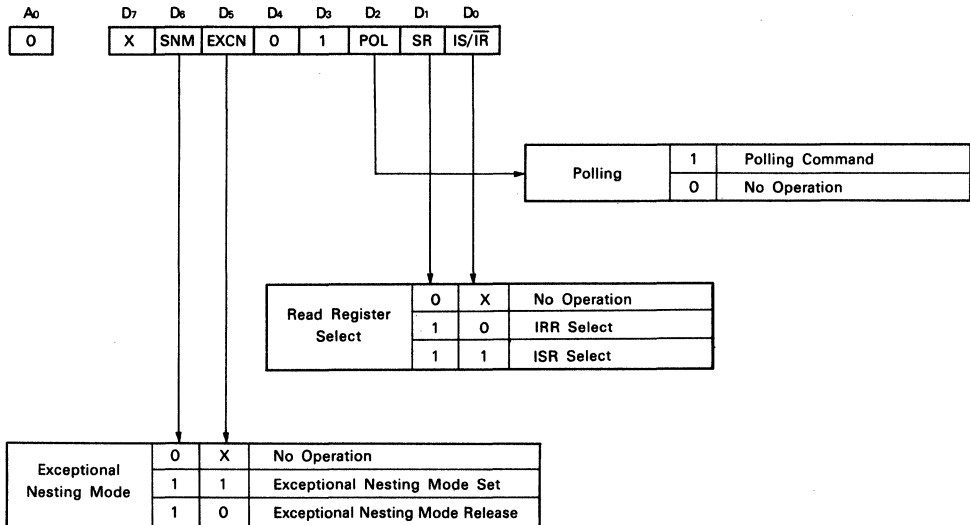 A0 D7 D6 D5 D4 D3 D2 D1 D0
0 X SNM EXCN 0 1 POL SR IS/I̅R̅
Polling
1 Polling Command
0 No Operation
Read Register
Select
0 X No Operation
1 0 IRR Select
1 1 ISR Select
Exceptional
Nesting Mode
0 X No Operation
1 1 Exceptional Nesting Mode Set
1 0 Exceptional Nesting Mode Release